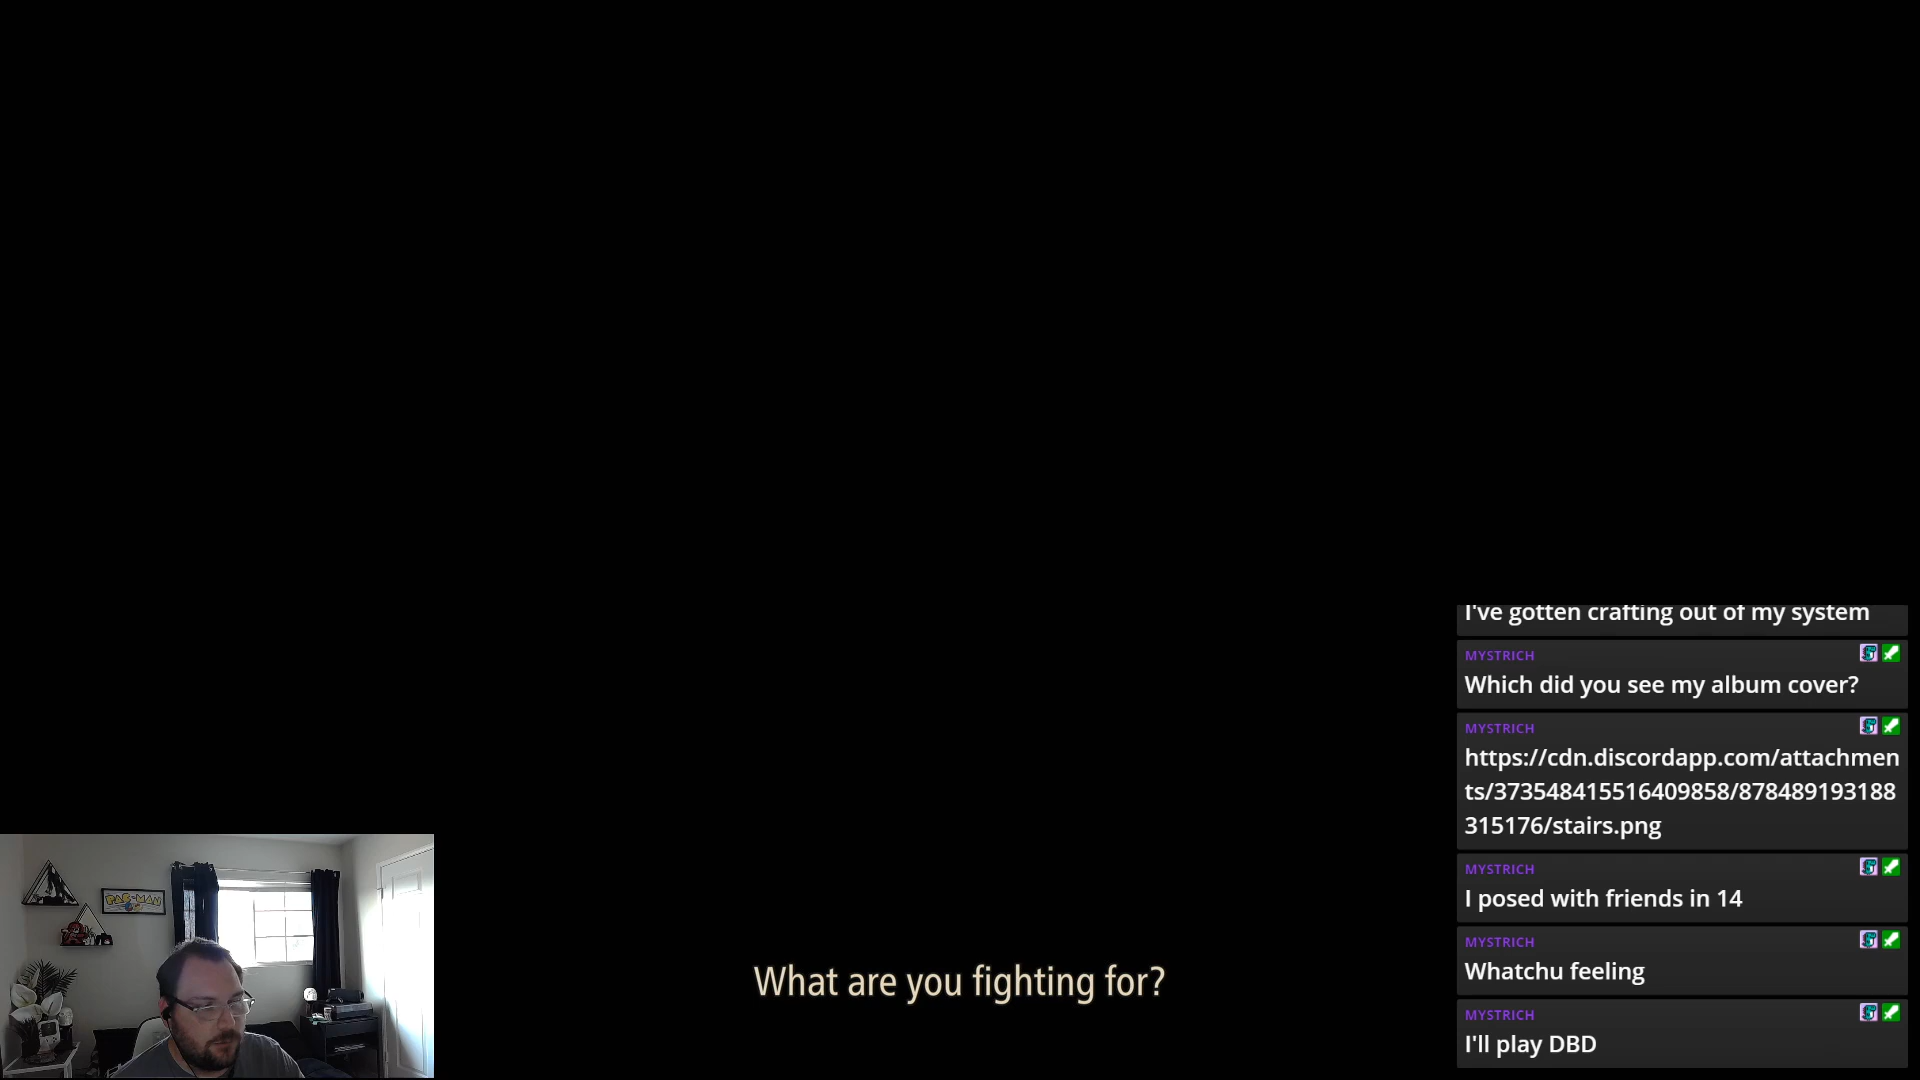 I've gotten crafting out of my system
MYSTRICH
Which did you see my album cover?
MYSTRICH
https://cdn.discordapp.com/attachmen
ts/373548415516409858/878489193188
315176/stairs.png
MYSTRICH
I posed with friends in 14
MYSTRICH
Whatchu feeling
MYSTRICH
I'll play DBD
PAC-MAN
What are you fighting for?